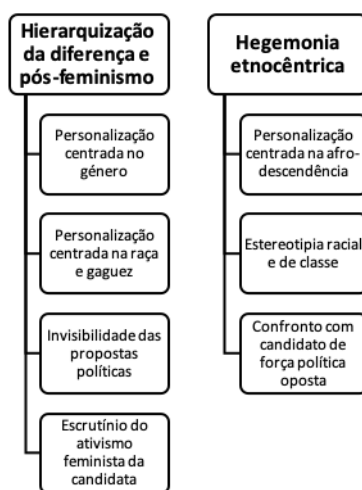 Hierarquização
da diferença e
pós-feminismo
Personalização
centrada no
género
Personalização
centrada na raça
e gaguez
Invisibilidade das
propostas
políticas
Escrutínio do
ativismo
feminista da
candidata
Hegemonia
etnocêntrica
Personalização
centrada na afro-
descendência
Estereotipia racial
e de classe
Confronto com
candidato de
força política
oposta